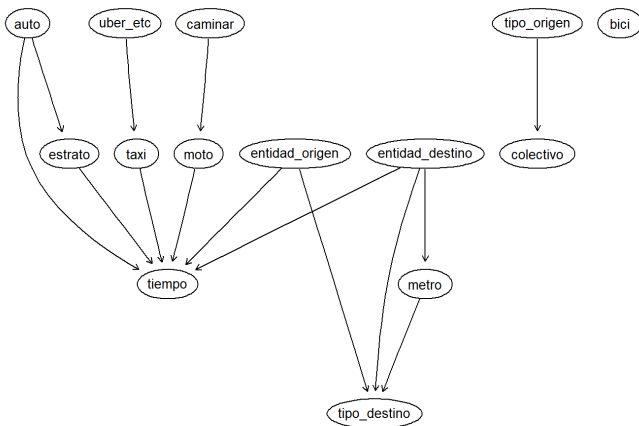 auto
uber_etc
caminar
tipo_origen
bici
estrato
taxi
moto
entidad_origen
entidad_destino
colectivo
tiempo
metro
tipo_destino